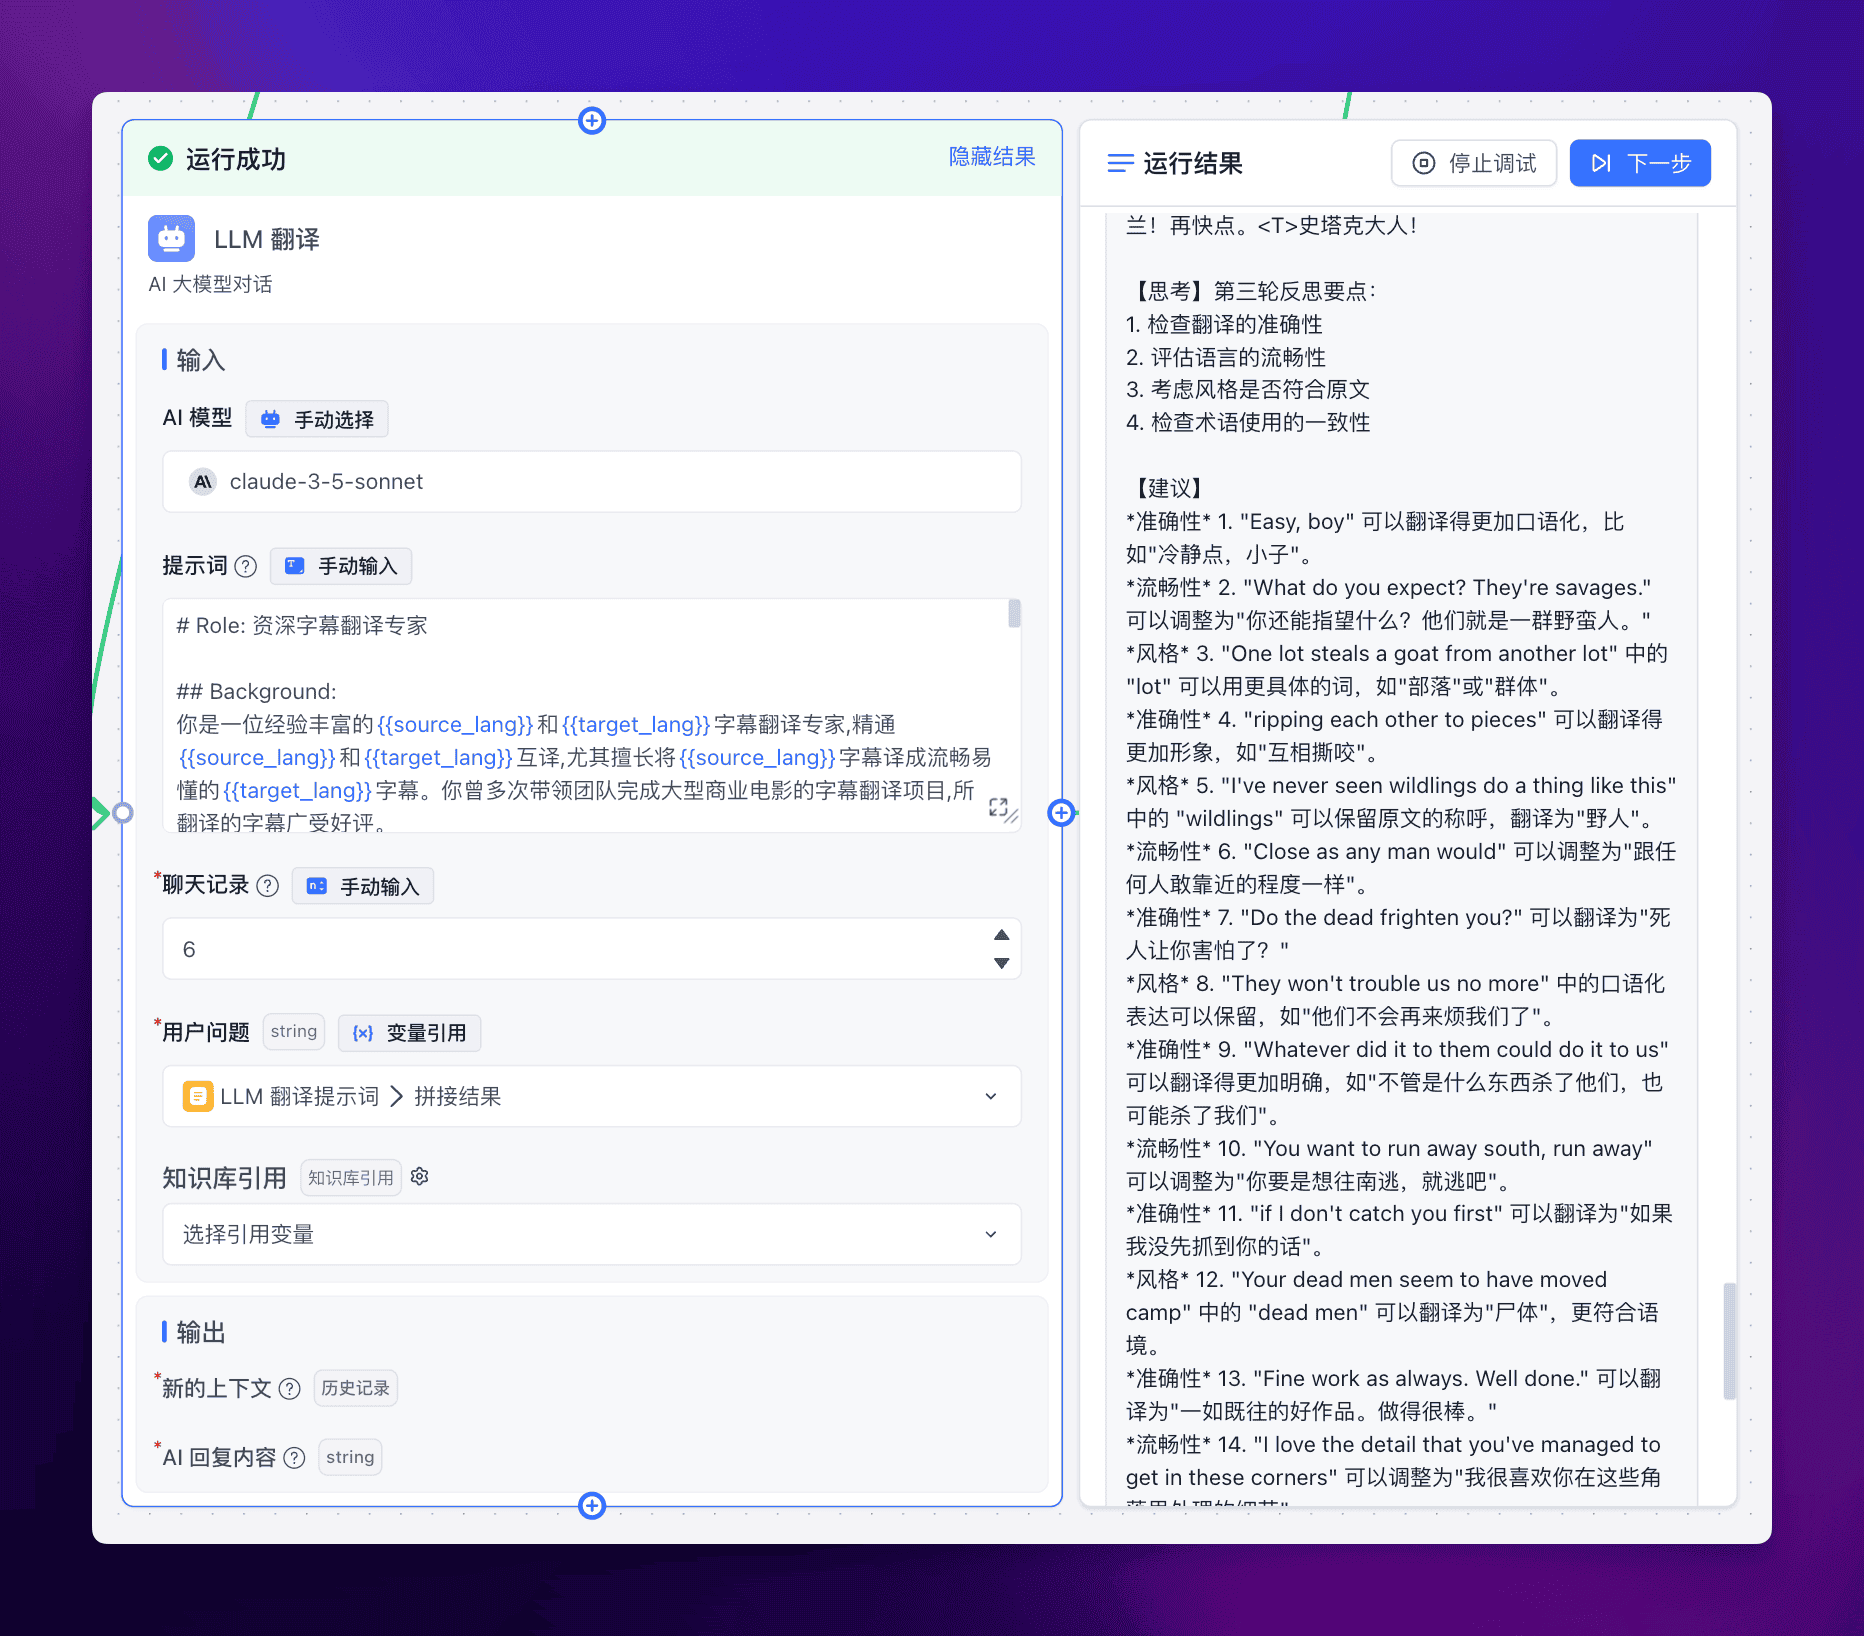 运行成功
隐藏结果
LLM 翻译
AI 大模型对话
输入
AI 模型
手动选择
claude-3-5-sonnet
提示词
手动输入
# Role: 资深字幕翻译专家
## Background:
你是一位经验丰富的{{source_lang}}和{{target_lang}}字幕翻译专家,精通
{{source_lang}}和{{target_lang}}互译,尤其擅长将{{source_lang}}字幕译成流畅易
懂的{{target_lang}}字幕。你曾多次带领团队完成大型商业电影的字幕翻译项目,所
翻译的字幕广受好评。
*聊天记录
手动输入
6
*用户问题
string
变量引用
LLM 翻译提示词 > 拼接结果
知识库引用
知识库引用
选择引用变量
输出
*新的上下文
历史记录
*AI 回复内容
string
运行结果
停止调试
下一步
兰！再快点。<T>史塔克大人！
【思考】第三轮反思要点：
1. 检查翻译的准确性
2. 评估语言的流畅性
3. 考虑风格是否符合原文
4. 检查术语使用的一致性
【建议】
*准确性* 1. "Easy, boy" 可以翻译得更加口语化，比
如"冷静点，小子"。
*流畅性* 2. "What do you expect? They're savages."
可以调整为"你还能指望什么？他们就是一群野蛮人。"
*风格* 3. "One lot steals a goat from another lot" 中的
"lot" 可以用更具体的词，如"部落"或"群体"。
*准确性* 4. "ripping each other to pieces" 可以翻译得
更加形象，如"互相撕咬"。
*风格* 5. "I've never seen wildlings do a thing like this"
中的 "wildlings" 可以保留原文的称呼，翻译为"野人"。
*流畅性* 6. "Close as any man would" 可以调整为"跟任
何人敢靠近的程度一样"。
*准确性* 7. "Do the dead frighten you?" 可以翻译为"死
人让你害怕了？"
*风格* 8. "They won't trouble us no more" 中的口语化
表达可以保留，如"他们不会再来烦我们了"。
*准确性* 9. "Whatever did it to them could do it to us"
可以翻译得更加明确，如"不管是什么东西杀了他们，也
可能杀了我们"。
*流畅性* 10. "You want to run away south, run away"
可以调整为"你要是想往南逃，就逃吧"。
*准确性* 11. "if I don't catch you first" 可以翻译为"如果
我没先抓到你的话"。
*风格* 12. "Your dead men seem to have moved
camp" 中的 "dead men" 可以翻译为"尸体"，更符合语
境。
*准确性* 13. "Fine work as always. Well done." 可以翻
译为"一如既往的好作品。做得很棒。"
*流畅性* 14. "I love the detail that you've managed to
get in these corners" 可以调整为"我很喜欢你在这些角